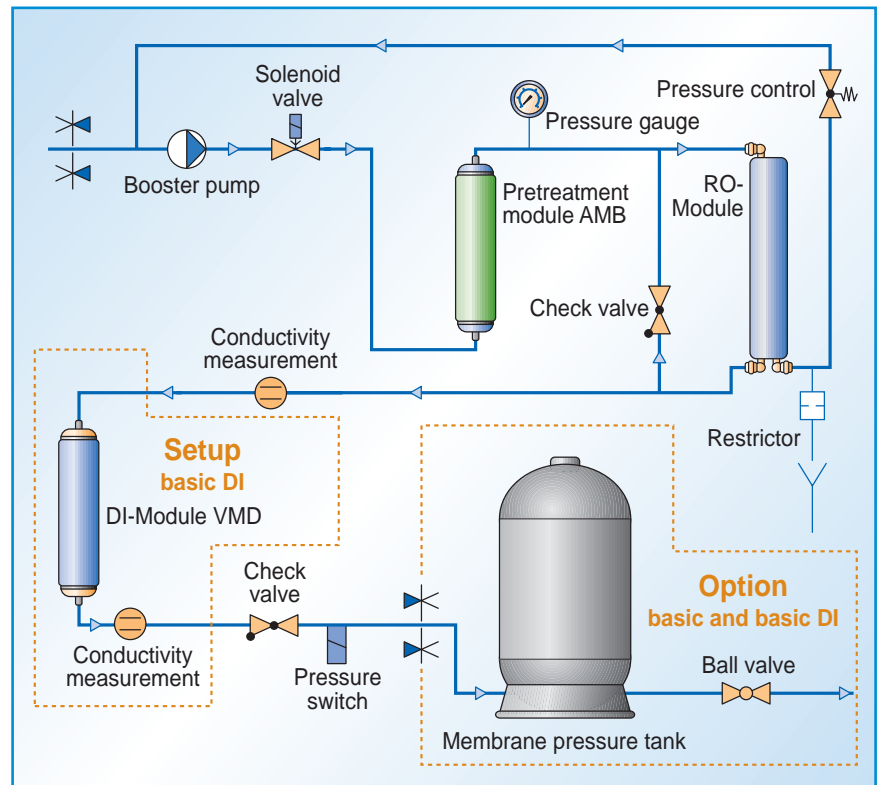 Solenoid
valve
Pressure control
Pressure gauge
Booster pump
Pretreatment
module AMB
RO-
Module
Check valve
Conductivity
measurement
Restrictor
Setup
basic DI
DI-Module VMD
Check
valve
Option
basic and basic DI
Conductivity
measurement
Pressure
switch
Ball valve
Membrane pressure tank